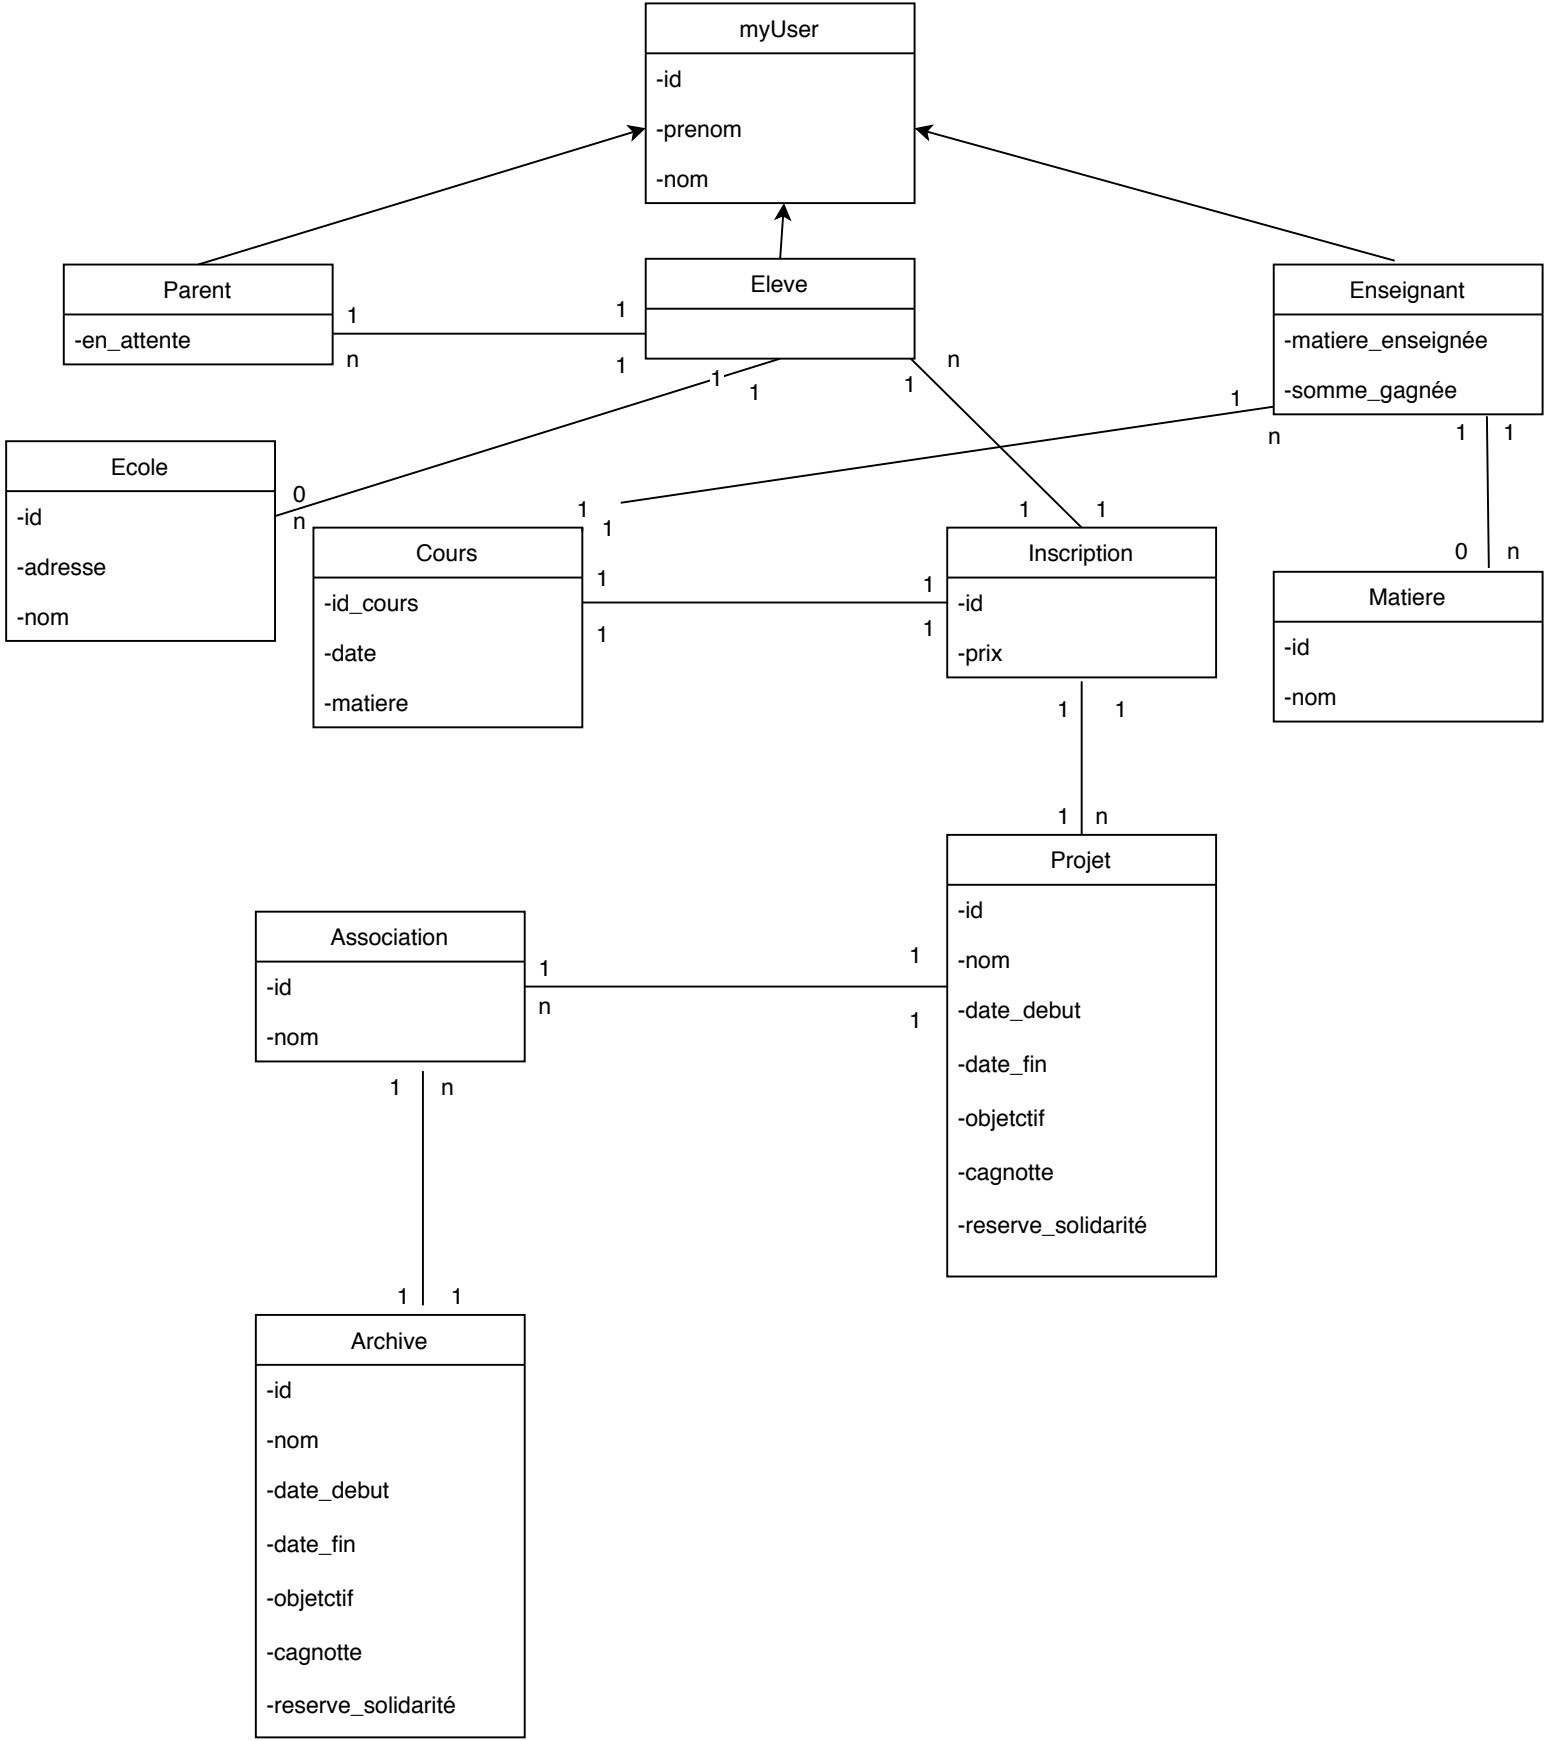 myUser
-id
-prenom
-nom
Parent
-en_attente
1
n
1
1
Eleve
Enseignant
-matiere_enseignée
-somme_gagnée
1
1
1
n
1
n
1
1
Ecole
-id
-adresse
-nom
0
n
1
1
Cours
-id_cours
-date
-matiere
1
1
1
1
1
1
Inscription
-id
-prix
0
n
Matiere
-id
-nom
1
1
1
n
Projet
-id
-nom
-date_debut
-date_fin
-objetctif
-cagnotte
-reserve_solidarité
Association
-id
-nom
1
n
1
1
1
n
1
1
Archive
-id
-nom
-date_debut
-date_fin
-objetctif
-cagnotte
-reserve_solidarité